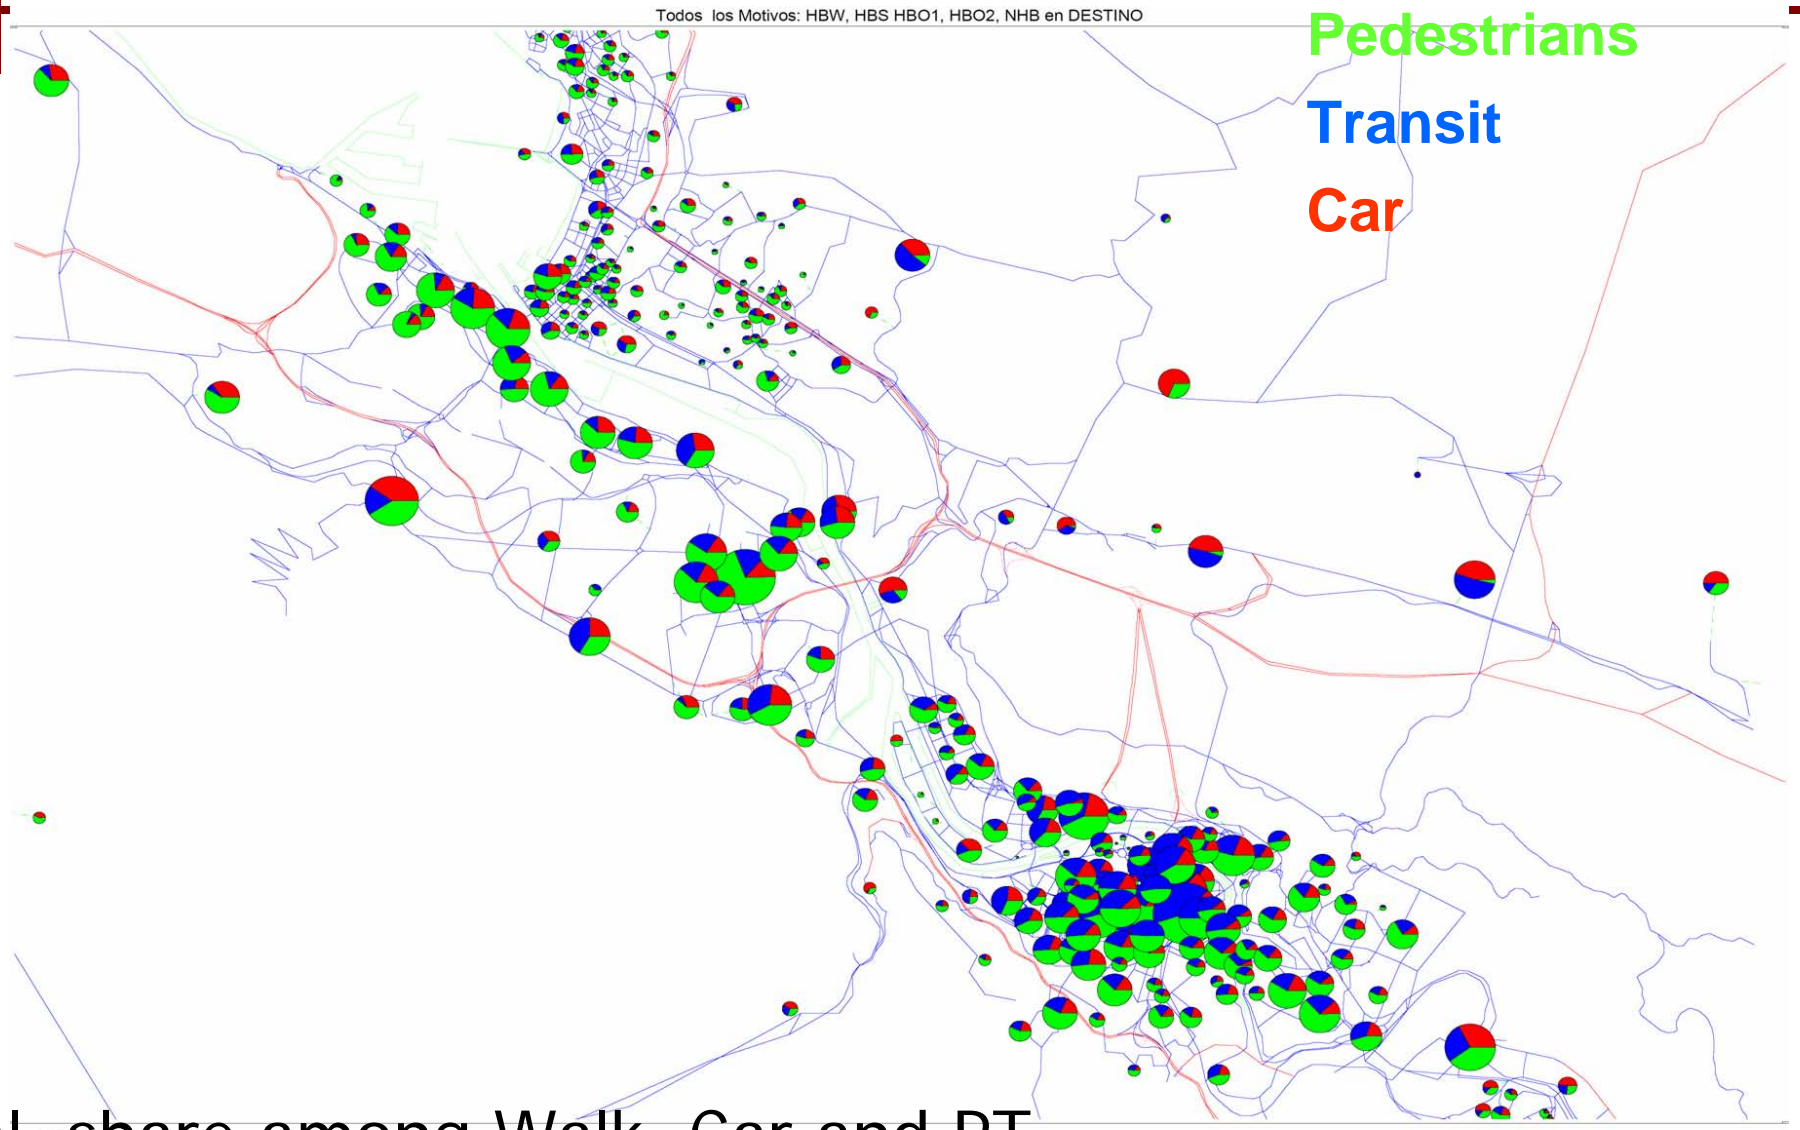 Todos los Motivos: HBW, HBS HBO1, HBO2, NHB en DESTINO
Pedestrians
Transit
Car
share among Walk, Car and PT